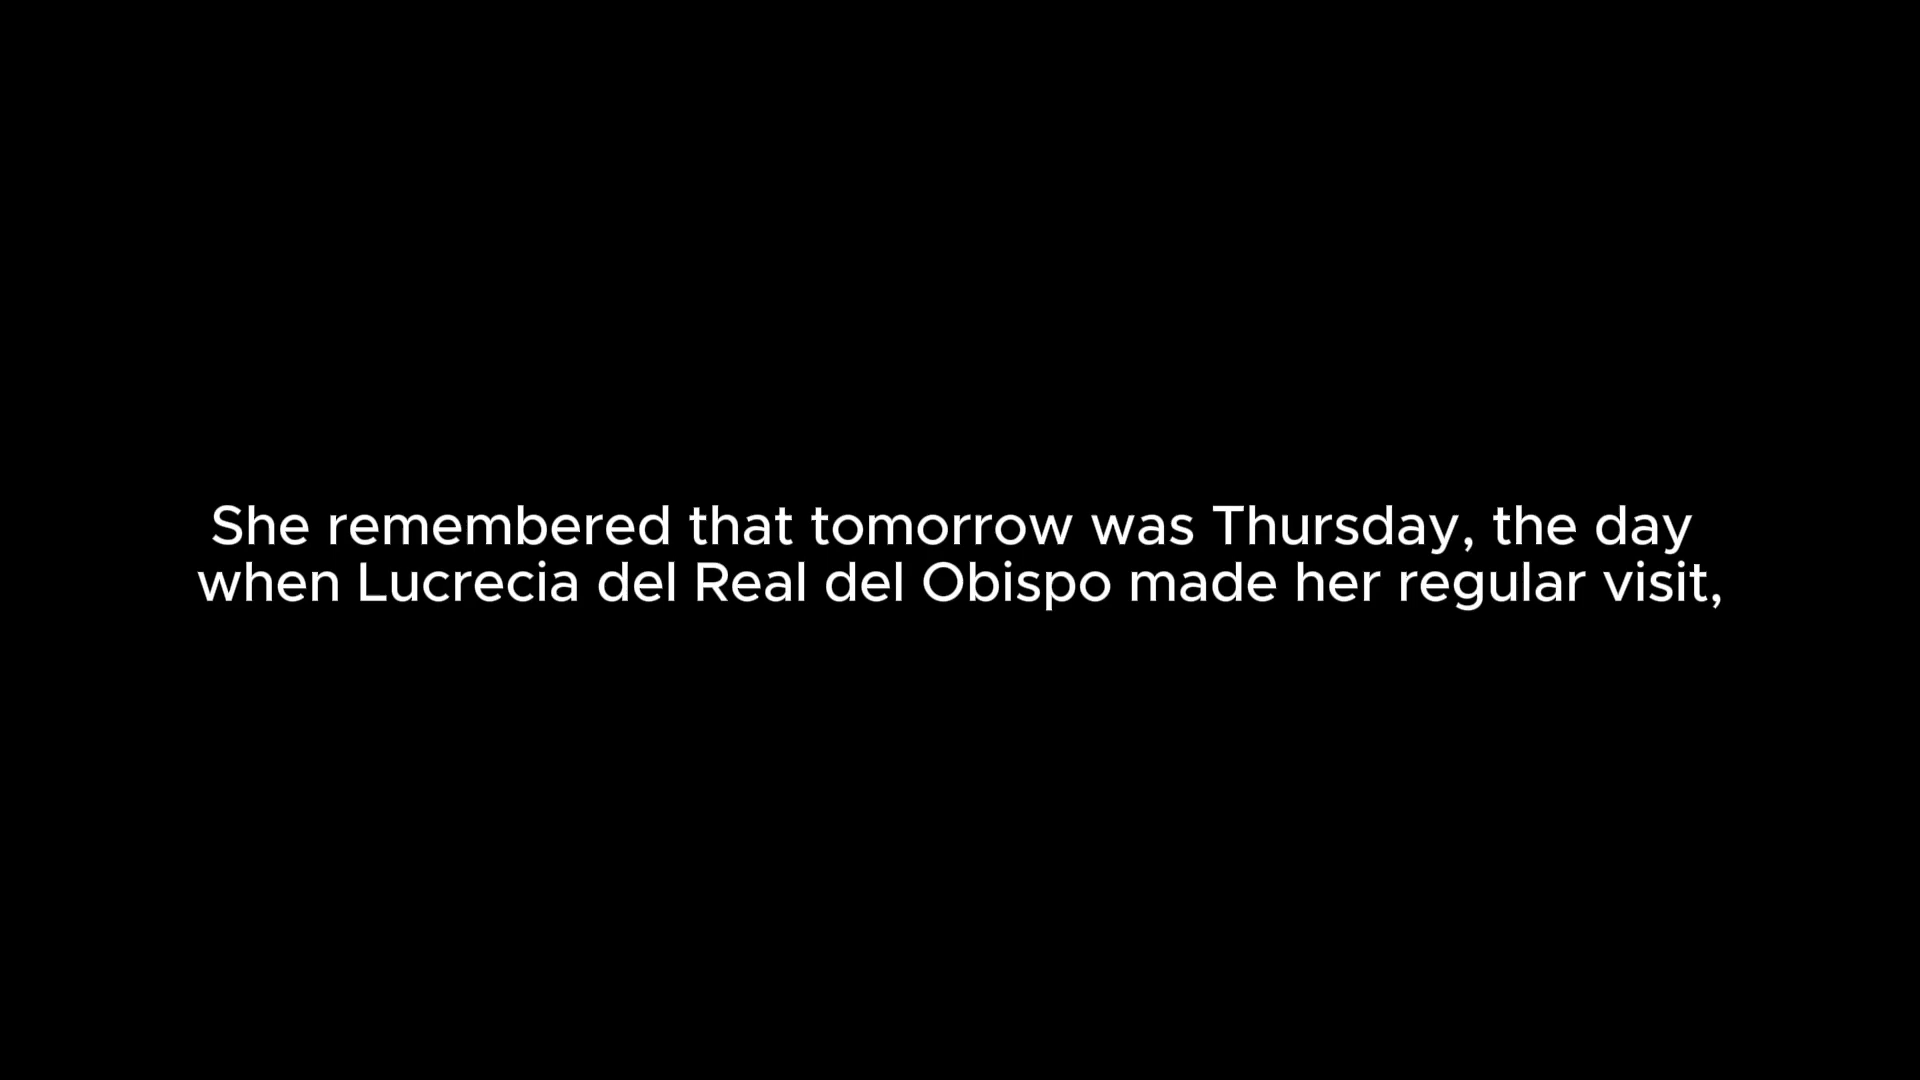 She remembered that tomorrow was Thursday, the day
when Lucrecia del Real del Obispo made her regular visit,